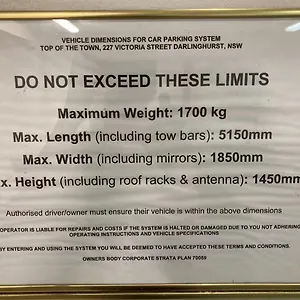 VEHICLE DIMENSIONS FOR CAR PARKING SYSTEM
TOP OF THE TOWN, 227 VICTORIA STREET DARLINGHURST, NSW
DO NOT EXCEED THESE LIMITS
Maximum Weight: 1700 kg
Max. Length (including tow bars): 5150mm
Max. Width (including mirrors): 1850mm
x. Height (including roof racks & antenna): 1450mm
Authorised driver/owner must ensure their vehicle is within the above dimensions
OPERATOR IS LIABLE FOR REPAIRS AND COSTS IF THE SYSTEM IS HALTED OR DAMAGED DUE TO YOU NOT ADHERING
OPERATING INSTRUCTIONS AND VEHICLE SPECIFICATIONS
BY ENTERING AND USING THE SYSTEM YOU WILL BE DEEMED TO HAVE ACCEPTED THESE TERMS AND CONDITIONS.
OWNERS BODY CORPORATE STRATA PLAN 70069